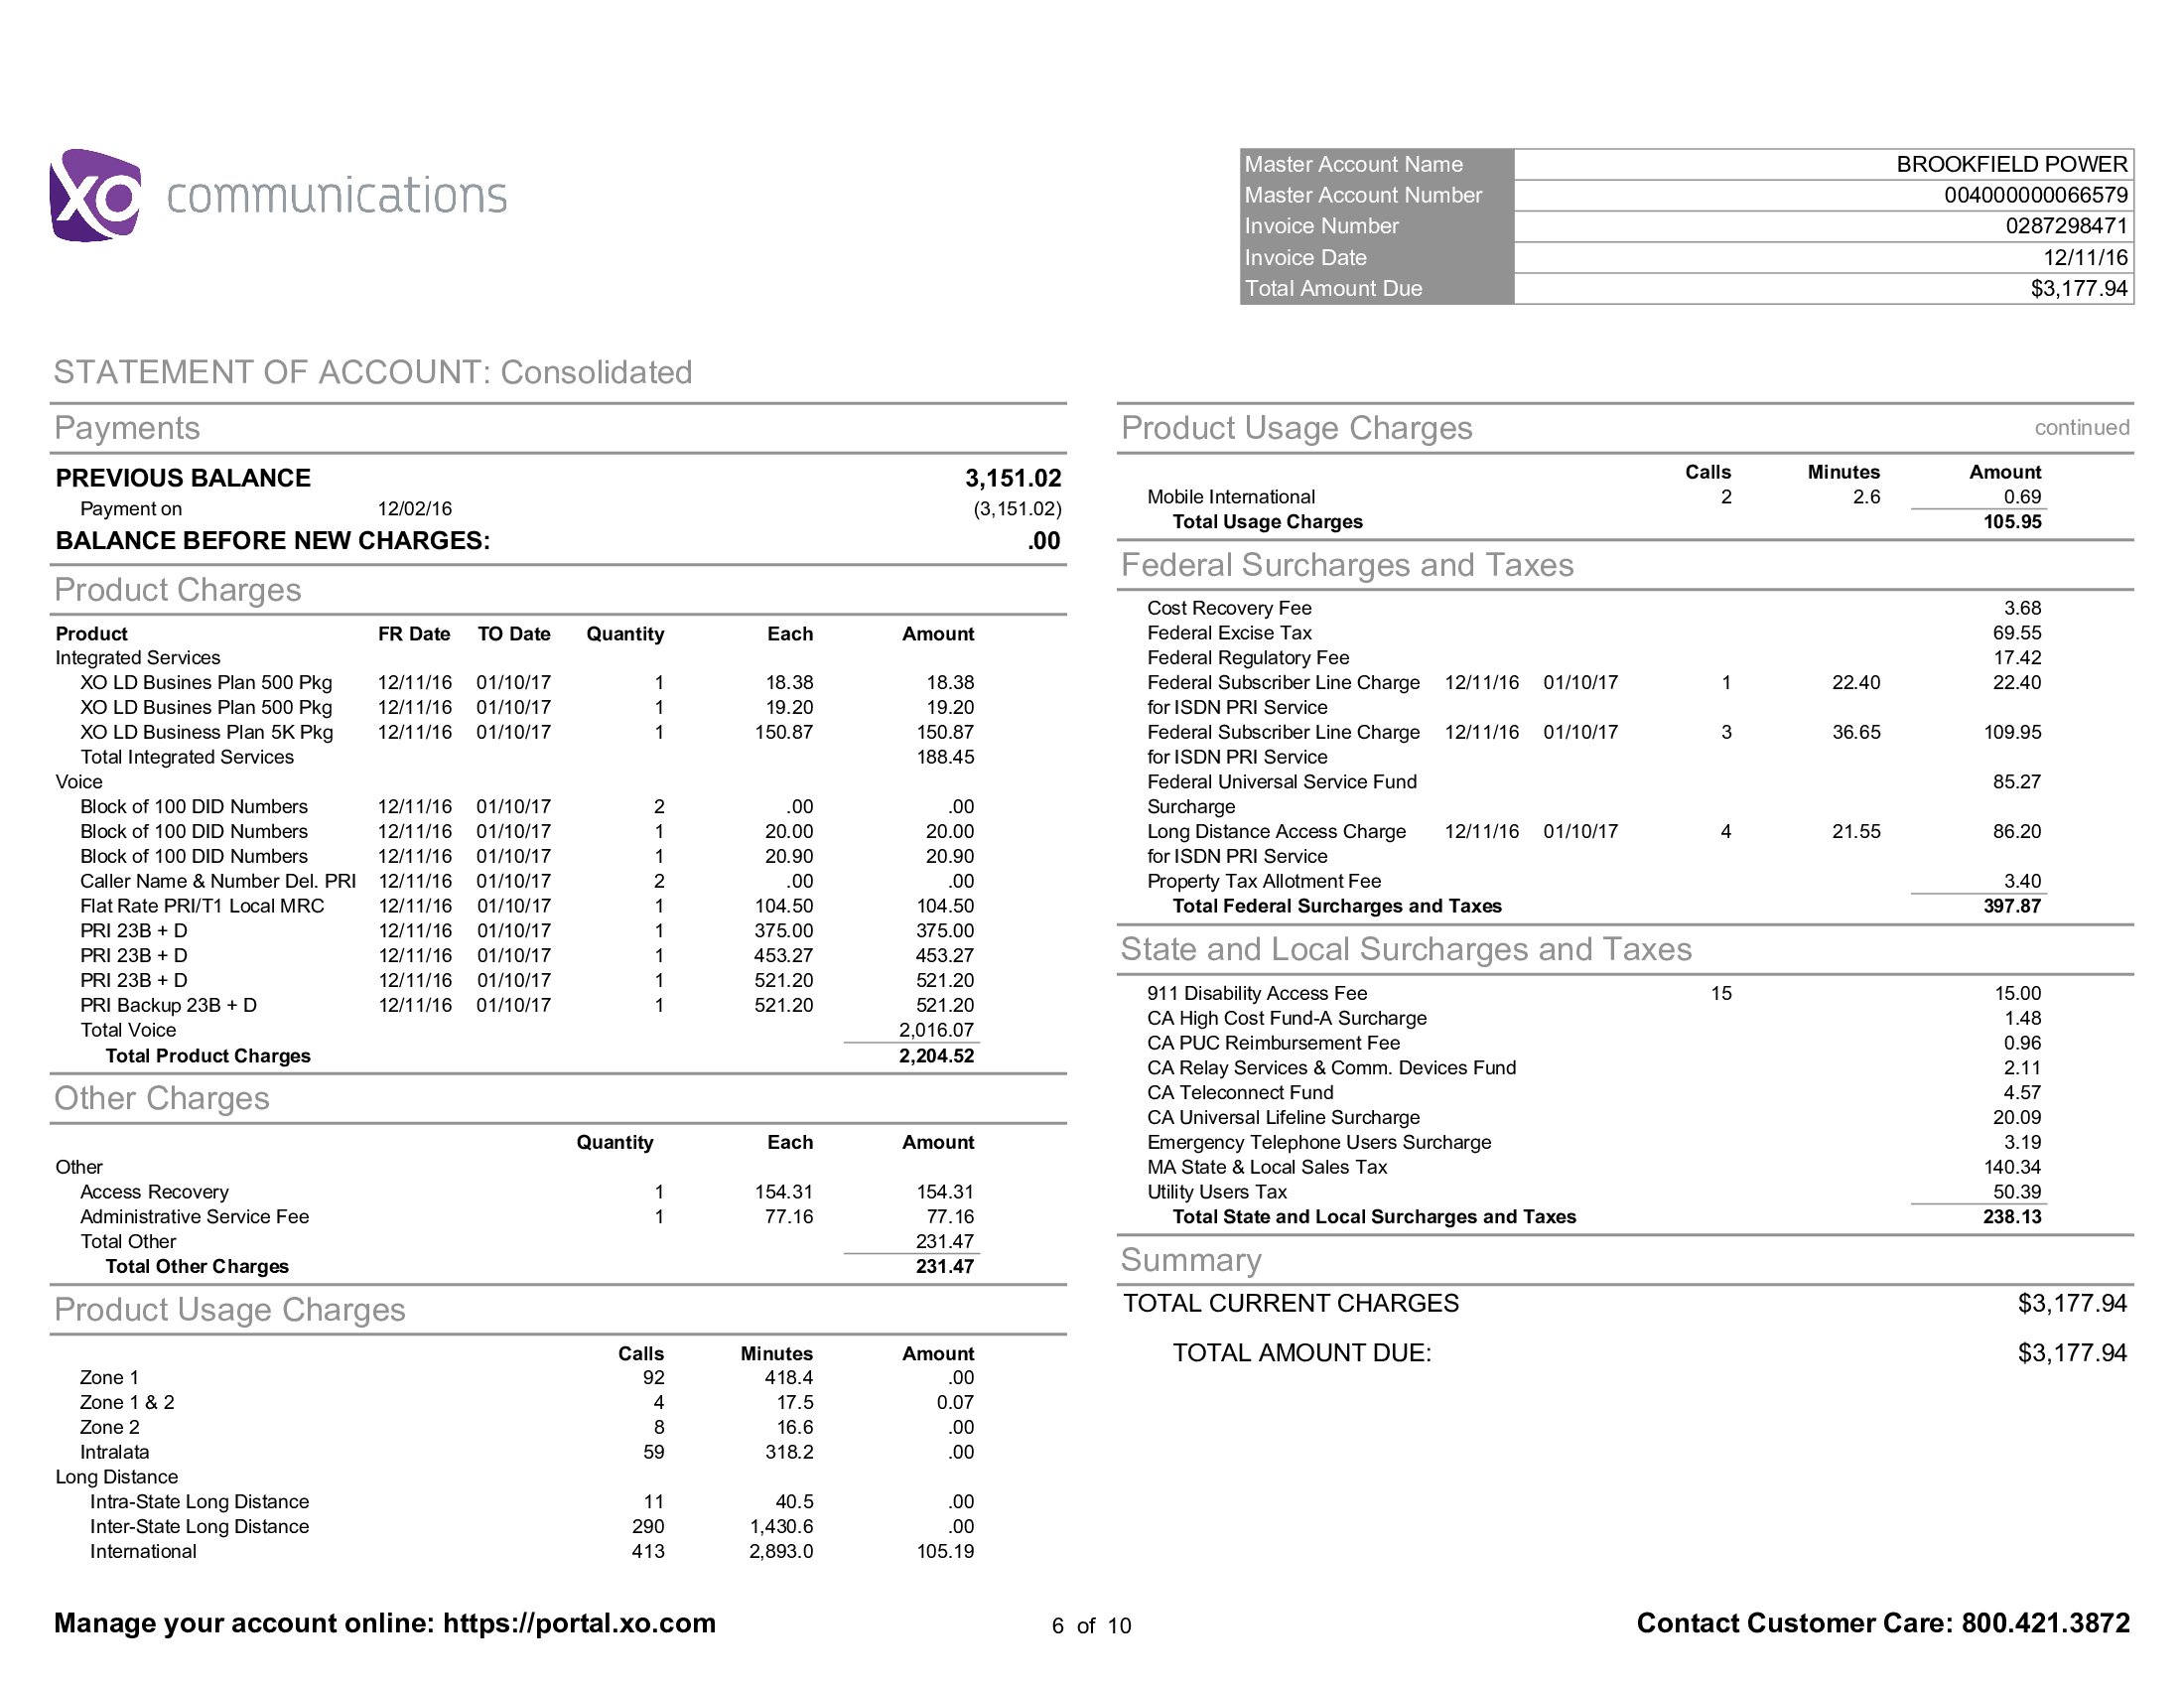 XO communications
Master Account Name BROOKFIELD POWER
Master Account Number 004000000066579
Invoice Number 0287298471
Invoice Date 12/11/16
Total Amount Due $3,177.94
STATEMENT OF ACCOUNT: Consolidated
Payments
PREVIOUS BALANCE 3,151.02
Payment on 12/02/16 (3,151.02)
BALANCE BEFORE NEW CHARGES: .00
Product Charges
Product FR Date TO Date Quantity Each Amount
Integrated Services
XO LD Busines Plan 500 Pkg 12/11/16 01/10/17 1 18.38 18.38
XO LD Busines Plan 500 Pkg 12/11/16 01/10/17 1 19.20 19.20
XO LD Business Plan 5K Pkg 12/11/16 01/10/17 1 150.87 150.87
Total Integrated Services 188.45
Voice
Block of 100 DID Numbers 12/11/16 01/10/17 2 .00 .00
Block of 100 DID Numbers 12/11/16 01/10/17 1 20.00 20.00
Block of 100 DID Numbers 12/11/16 01/10/17 1 20.90 20.90
Caller Name & Number Del. PRI 12/11/16 01/10/17 2 .00 .00
Flat Rate PRI/T1 Local MRC 12/11/16 01/10/17 1 104.50 104.50
PRI 23B + D 12/11/16 01/10/17 1 375.00 375.00
PRI 23B + D 12/11/16 01/10/17 1 453.27 453.27
PRI 23B + D 12/11/16 01/10/17 1 521.20 521.20
PRI Backup 23B + D 12/11/16 01/10/17 1 521.20 521.20
Total Voice 2,016.07
Total Product Charges 2,204.52
Other Charges
Quantity Each Amount
Other
Access Recovery 1 154.31 154.31
Administrative Service Fee 1 77.16 77.16
Total Other 231.47
Total Other Charges 231.47
Product Usage Charges
Calls Minutes Amount
Zone 1 92 418.4 .00
Zone 1 & 2 4 17.5 0.07
Zone 2 8 16.6 .00
Intralata 59 318.2 .00
Long Distance
Intra-State Long Distance 11 40.5 .00
Inter-State Long Distance 290 1,430.6 .00
International 413 2,893.0 105.19
Product Usage Charges continued
Calls Minutes Amount
Mobile International 2 2.6 0.69
Total Usage Charges 105.95
Federal Surcharges and Taxes
Cost Recovery Fee 3.68
Federal Excise Tax 69.55
Federal Regulatory Fee 17.42
Federal Subscriber Line Charge 12/11/16 01/10/17 1 22.40 22.40
for ISDN PRI Service
Federal Subscriber Line Charge 12/11/16 01/10/17 3 36.65 109.95
for ISDN PRI Service
Federal Universal Service Fund 85.27
Surcharge
Long Distance Access Charge 12/11/16 01/10/17 4 21.55 86.20
for ISDN PRI Service
Property Tax Allotment Fee 3.40
Total Federal Surcharges and Taxes 397.87
State and Local Surcharges and Taxes
911 Disability Access Fee 15 15.00
CA High Cost Fund-A Surcharge 1.48
CA PUC Reimbursement Fee 0.96
CA Relay Services & Comm. Devices Fund 2.11
CA Teleconnect Fund 4.57
CA Universal Lifeline Surcharge 20.09
Emergency Telephone Users Surcharge 3.19
MA State & Local Sales Tax 140.34
Utility Users Tax 50.39
Total State and Local Surcharges and Taxes 238.13
Summary
TOTAL CURRENT CHARGES $3,177.94
TOTAL AMOUNT DUE: $3,177.94
Manage your account online: https://portal.xo.com 6 of 10 Contact Customer Care: 800.421.3872